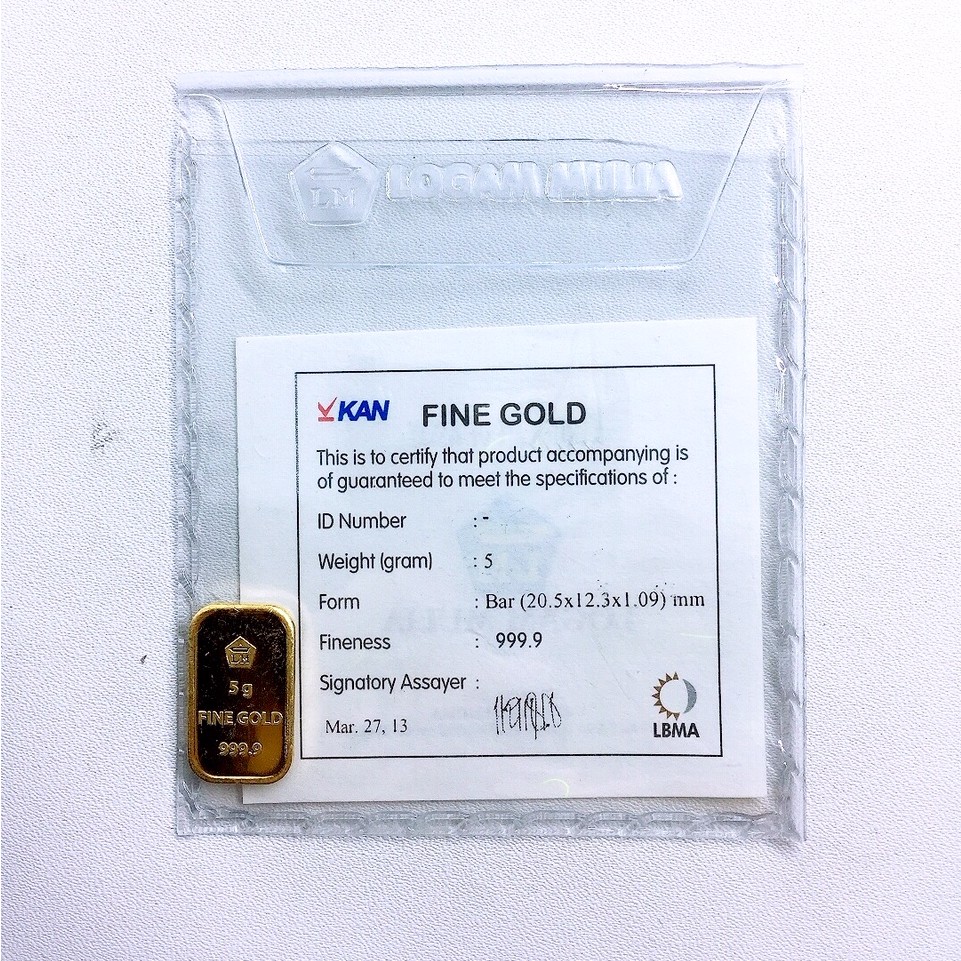 LM LOGAM MULIA
KAN FINE GOLD
This is to certify that product accompanying is
of guaranteed to meet the specifications of :
ID Number : -
Weight (gram) : 5
Form : Bar (20.5x12.3x1.09) mm
Fineness : 999.9
Signatory Assayer :
Mar. 27, 13
LBMA
LM
5g
FINE GOLD
999.9